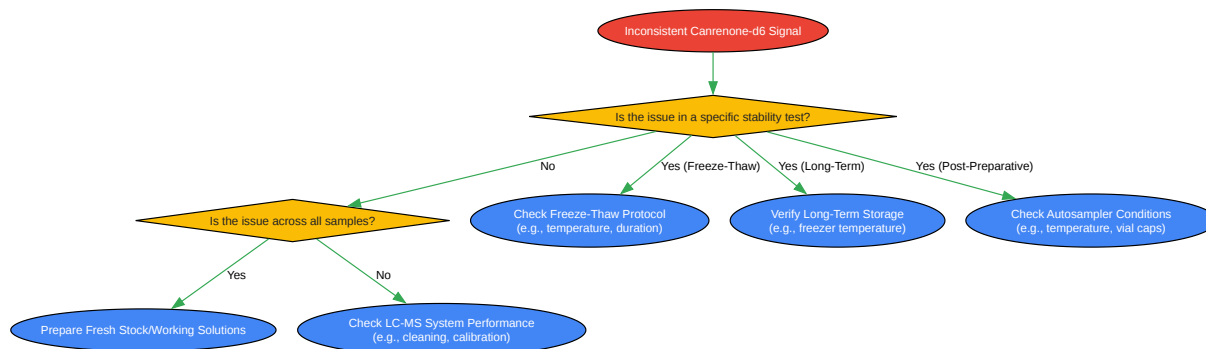 Inconsistent Canrenone-d6 Signal
Is the issue in a specific stability test?
No
Yes (Freeze-Thaw)
Yes (Long-Term)
Yes (Post-Preparative)
Is the issue across all samples?
Check Freeze-Thaw Protocol
(e.g., temperature, duration)
Verify Long-Term Storage
(e.g., freezer temperature)
Check Autosampler Conditions
(e.g., temperature, vial caps)
Yes
No
Prepare Fresh Stock/Working Solutions
Check LC-MS System Performance
(e.g., cleaning, calibration)